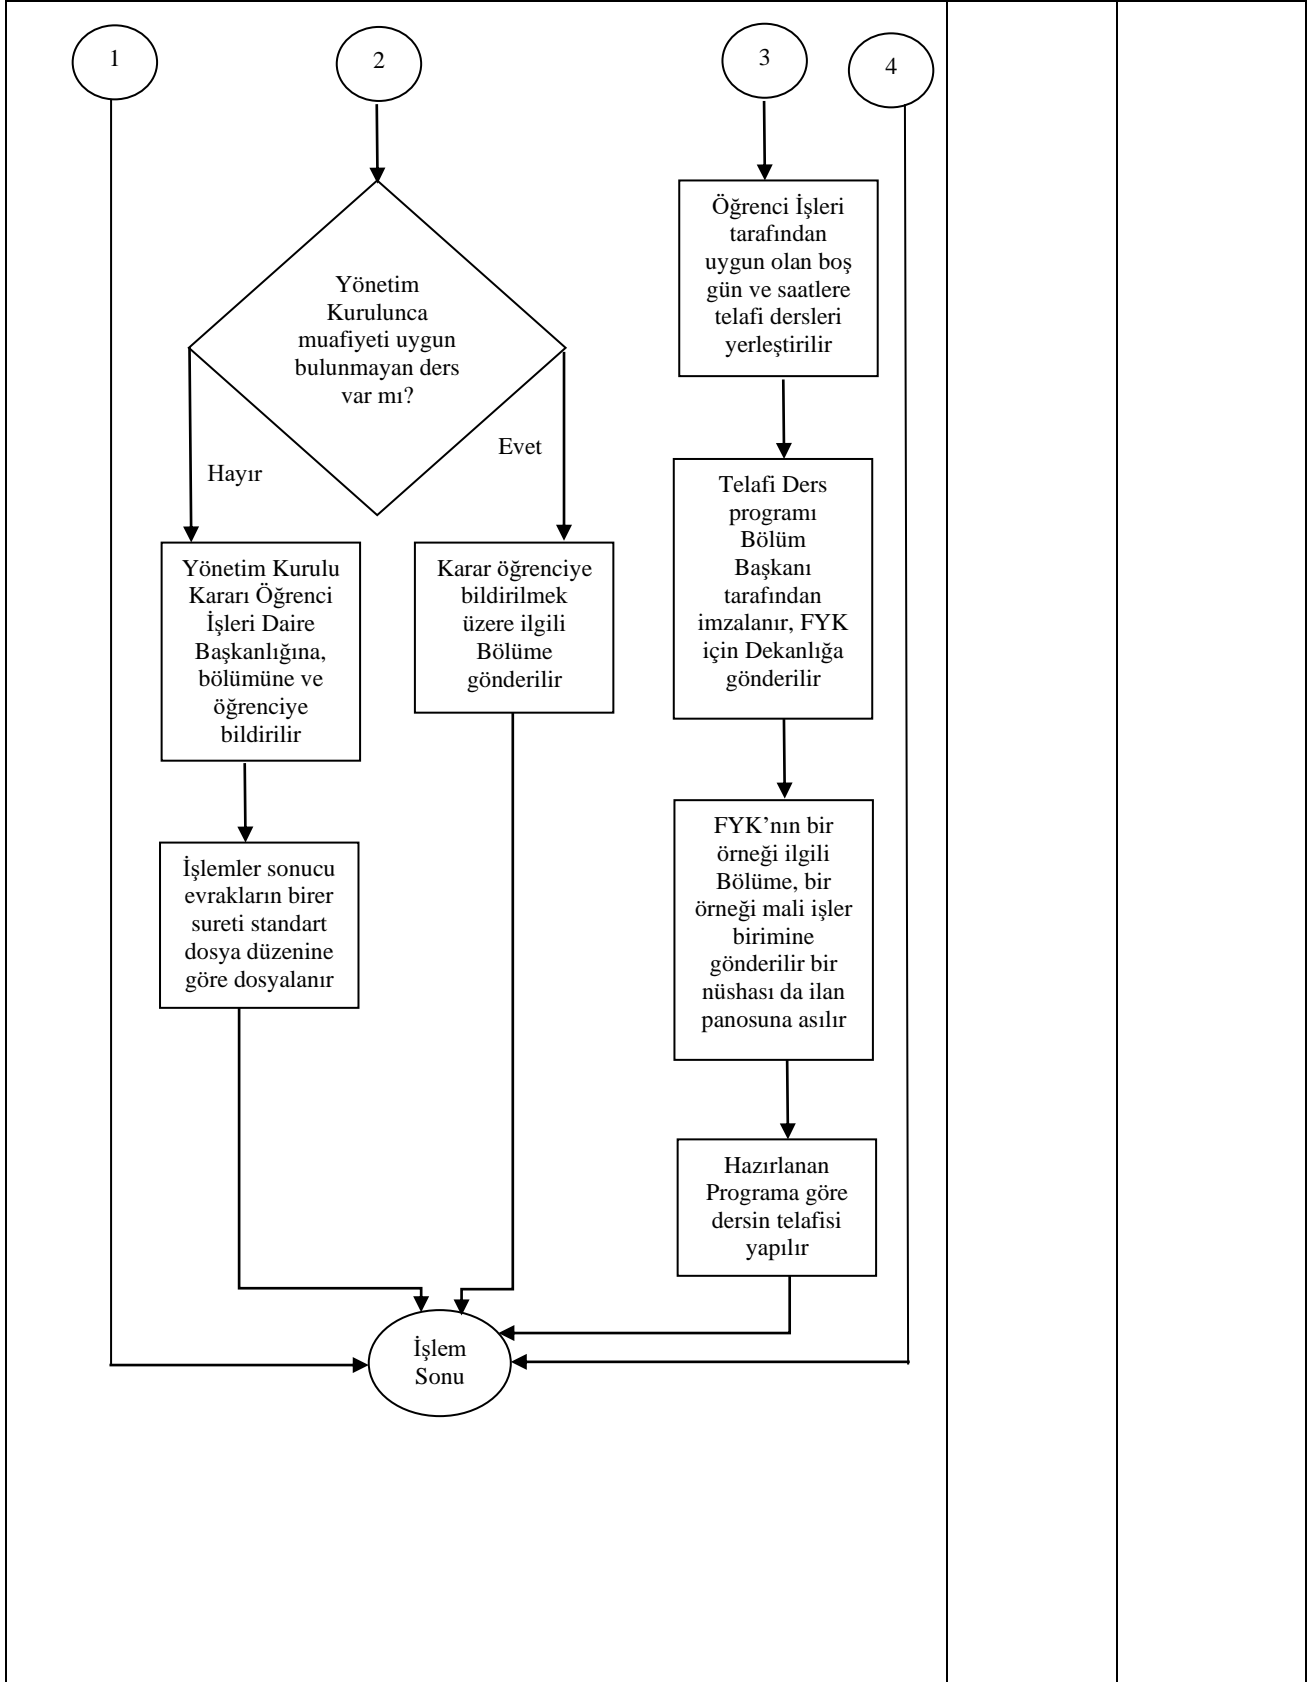 1
2
3
4
Yönetim
Kurulunca
muafiyeti uygun
bulunmayan ders
var mı?
Hayır
Evet
Yönetim Kurulu
Kararı Öğrenci
İşleri Daire
Başkanlığına,
bölümüne ve
öğrenciye
bildirilir
Karar öğrenciye
bildirilmek
üzere ilgili
Bölüme
gönderilir
İşlemler sonucu
evrakların birer
sureti standart
dosya düzenine
göre dosyalanır
Öğrenci İşleri
tarafından
uygun olan boş
gün ve saatlere
telafi dersleri
yerleştirilir
Telafi Ders
programı
Bölüm
Başkanı
tarafından
imzalanır, FYK
için Dekanlığa
gönderilir
FYK’nın bir
örneği ilgili
Bölüme, bir
örneği mali işler
birimine
gönderilir bir
nüshası da ilan
panosuna asılır
Hazırlanan
Programa göre
dersin telafisi
yapılır
İşlem
Sonu